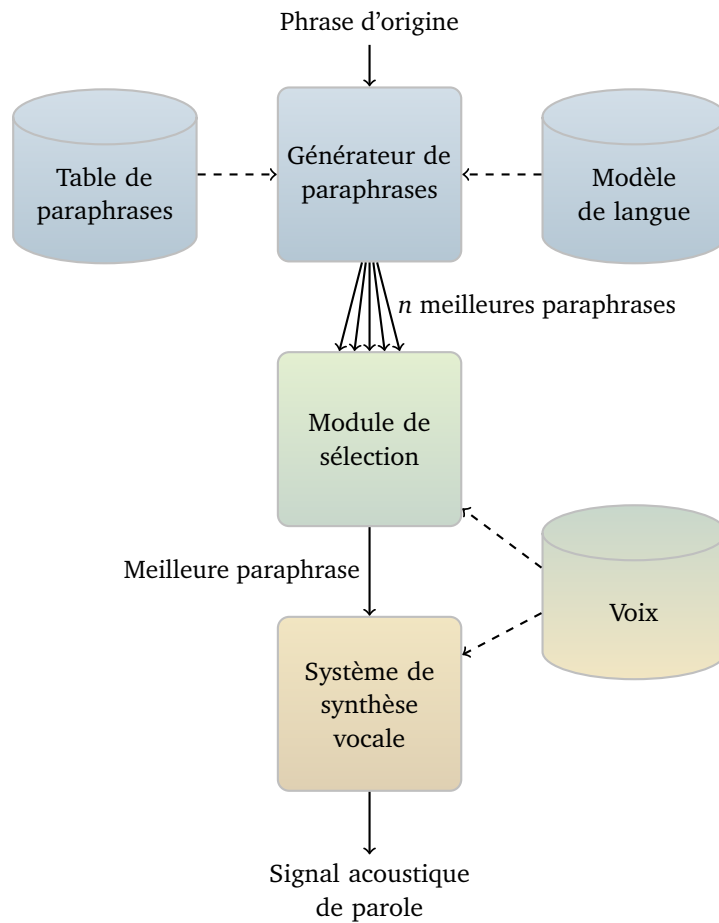 Phrase d’origine
Table de
paraphrases
Générateur de
paraphrases
Modèle
de langue
n meilleures paraphrases
Module de
sélection
Meilleure paraphrase
Voix
Système de
synthèse
vocale
Signal acoustique
de parole